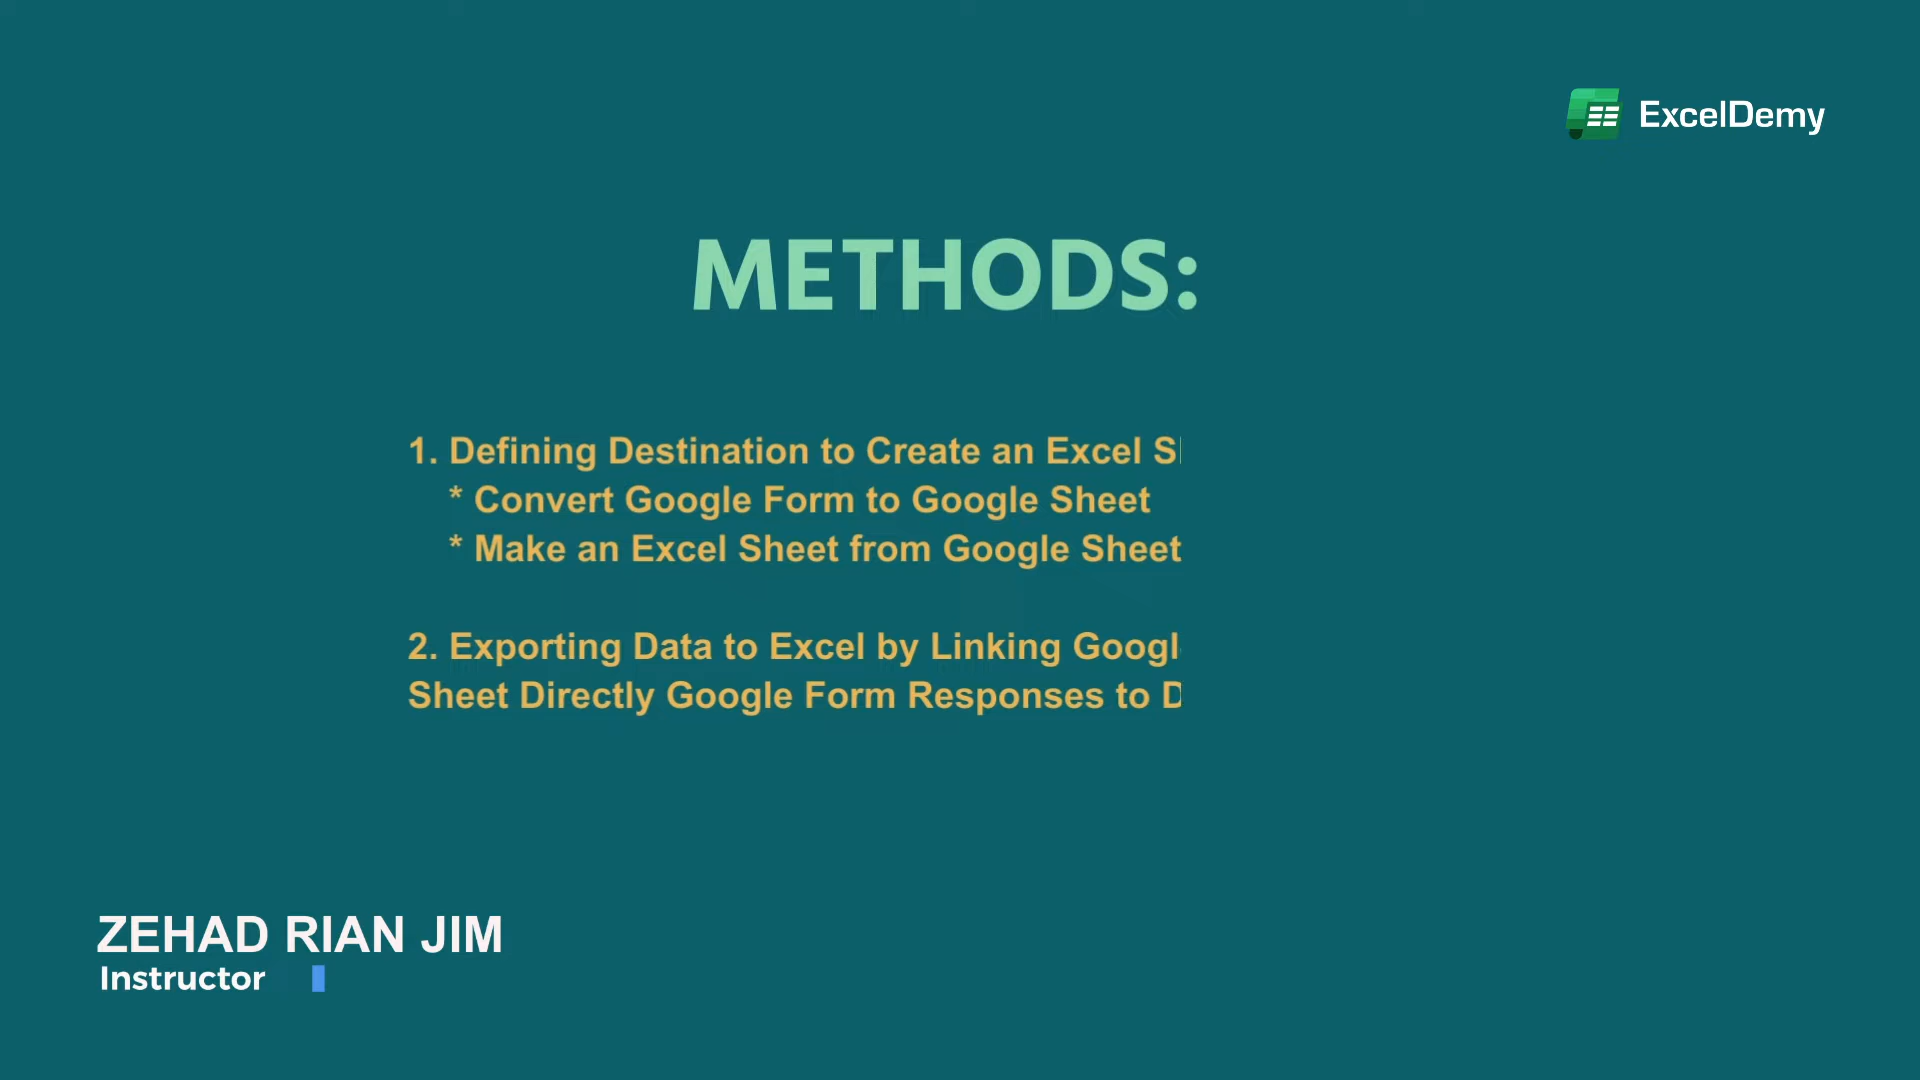 ExcelDemy
METHODS:
1. Defining Destination to Create an Excel
* Convert Google Form to Google Sheet
* Make an Excel Sheet from Google Sheet
2. Exporting Data to Excel by Linking
Sheet Directly Google Form Responses to
ZEHAD RIAN JIM
Instructor